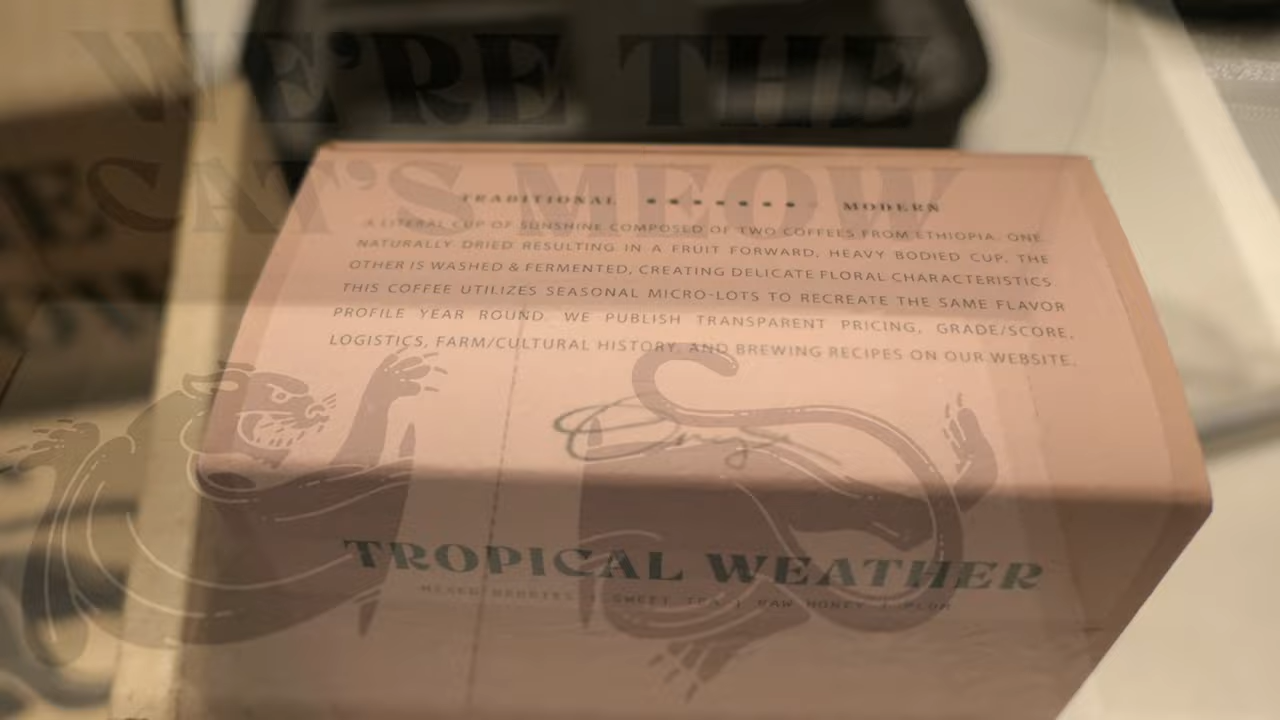 WE'RE THE
CAT'S MEOW
TRADITIONAL MODERN
A LITERAL CUP OF SUNSHINE COMPOSED OF TWO COFFEES FROM ETHIOPIA. ONE
NATURALLY DRIED RESULTING IN A FRUIT FORWARD, HEAVY BODIED CUP. THE
OTHER IS WASHED & FERMENTED, CREATING DELICATE FLORAL CHARACTERISTICS.
THIS COFFEE UTILIZES SEASONAL MICRO-LOTS TO RECREATE THE SAME FLAVOR
PROFILE YEAR ROUND. WE PUBLISH TRANSPARENT PRICING, GRADE/SCORE,
LOGISTICS, FARM/CULTURAL HISTORY, AND BREWING RECIPES ON OUR WEBSITE.
Onyx
TROPICAL WEATHER
MIXED BERRIES | SWEET TEA | RAW HONEY | PLUM